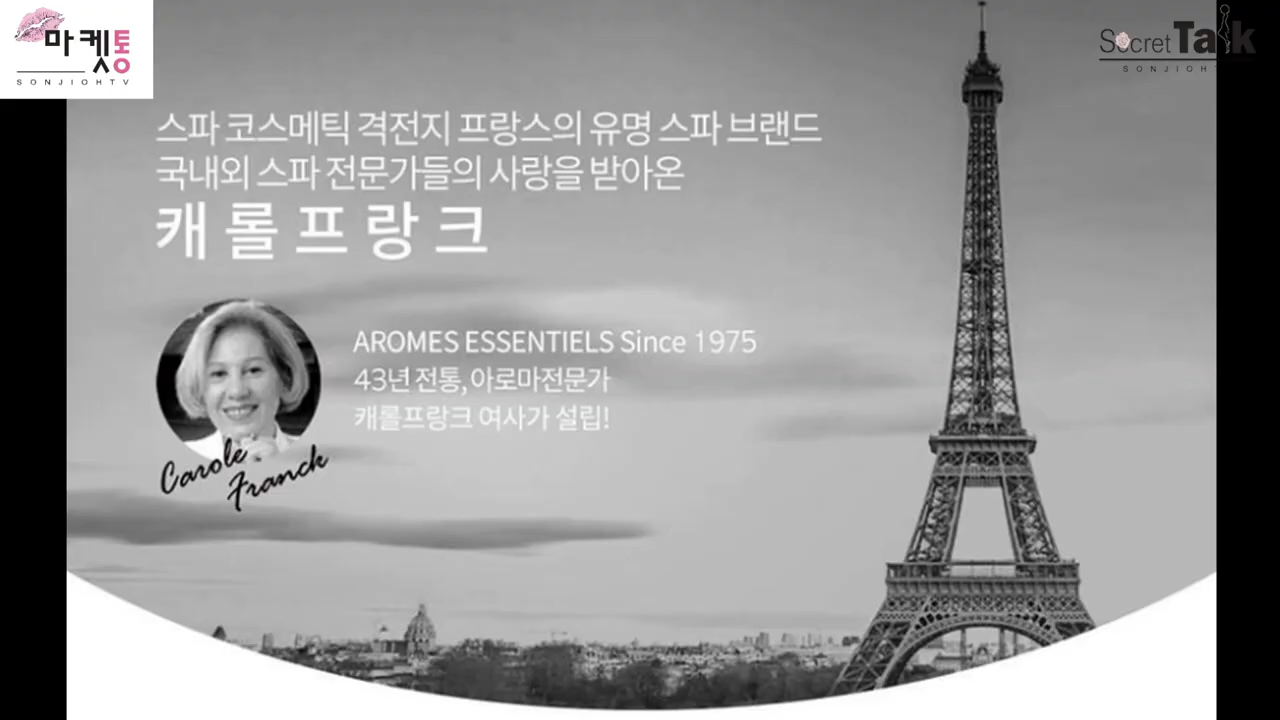 마켓통
SONJIOHTV
Secret Talk
SONJIOHT
스파 코스메틱 격전지 프랑스의 유명 스파 브랜드
국내외 스파 전문가들의 사랑을 받아온
캐롤프랑크
AROMES ESSENTIELS Since 1975
43년 전통, 아로마전문가
캐롤프랑크 여사가 설립!
Carole
Franck